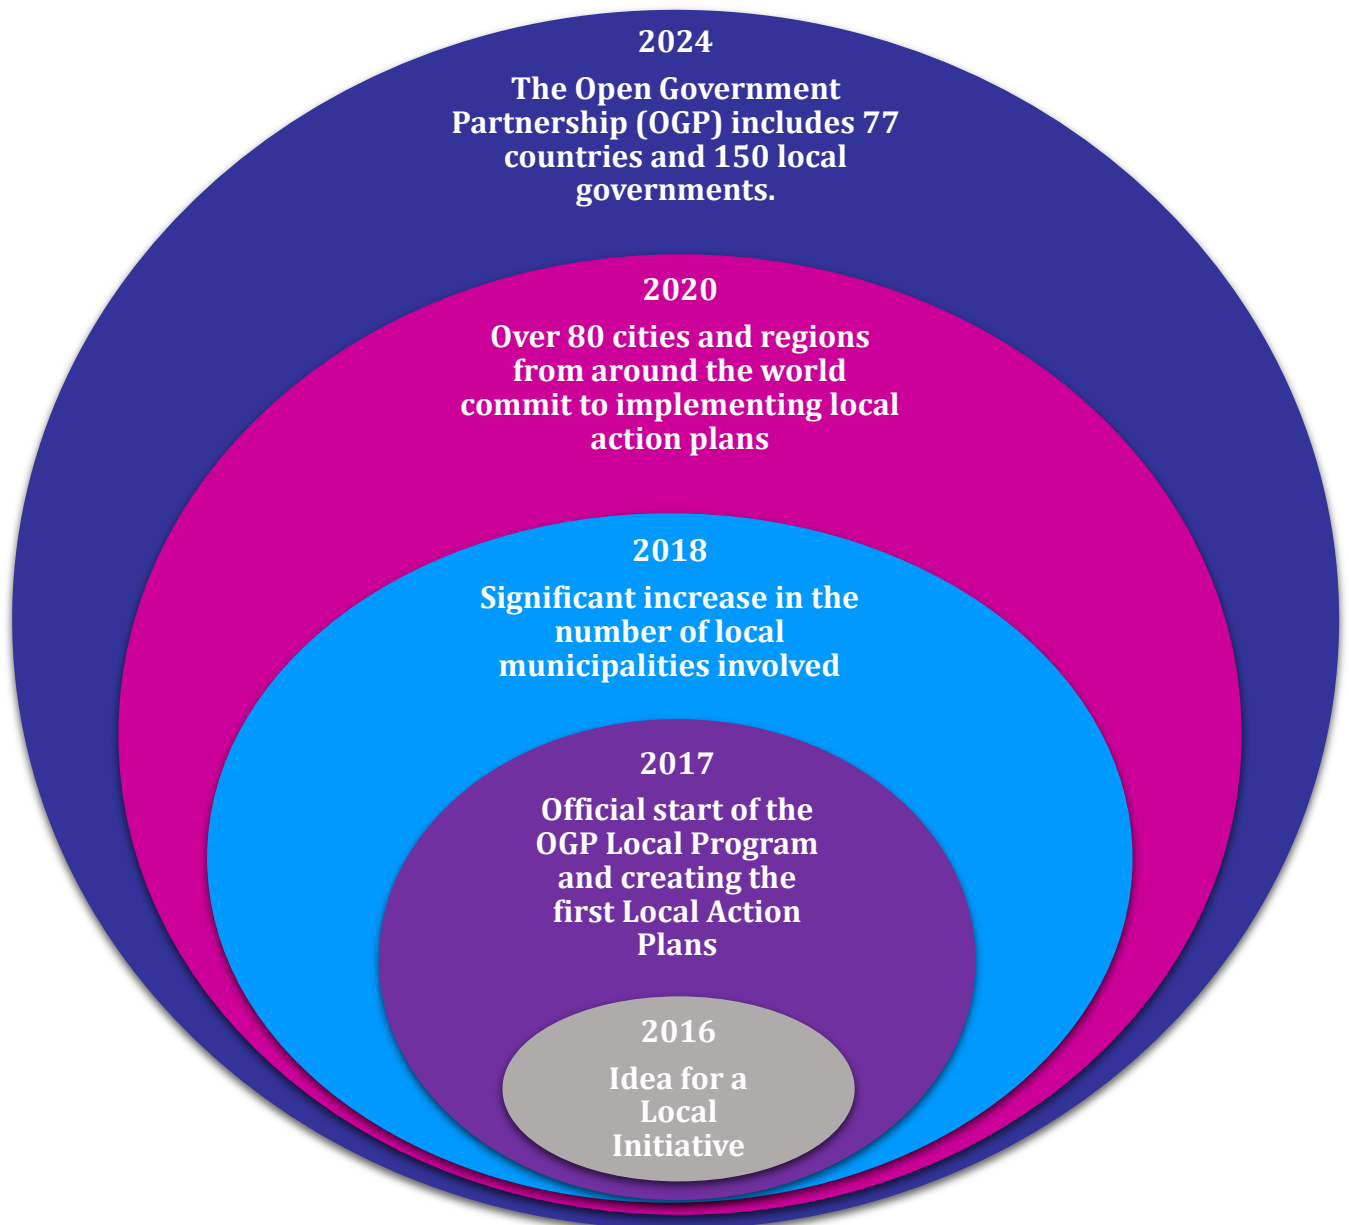 2024
The Open Government
Partnership (OGP) includes 77
countries and 150 local
governments.
2020
Over 80 cities and regions
from around the world
commit to implementing local
action plans
2018
Significant increase in the
number of local
municipalities involved
2017
Official start of the
OGP Local Program
and creating the
first Local Action
Plans
2016
Idea for a
Local
Initiative